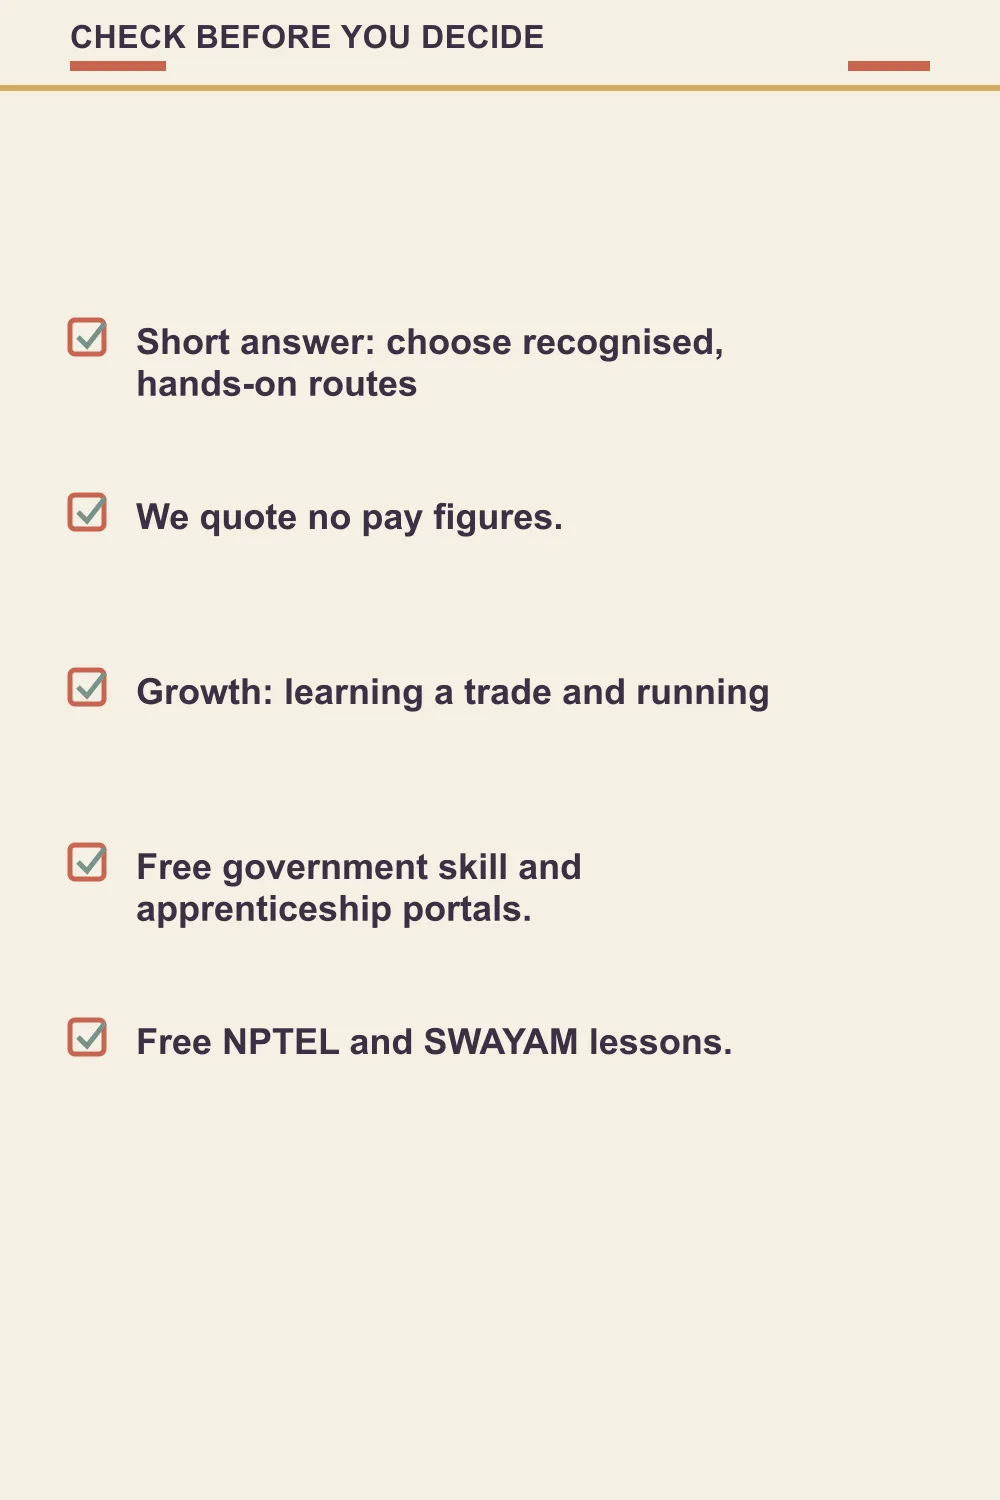 CHECK BEFORE YOU DECIDE
Short answer: choose recognised,
hands-on routes
We quote no pay figures.
Growth: learning a trade and running
Free government skill and
apprenticeship portals.
Free NPTEL and SWAYAM lessons.